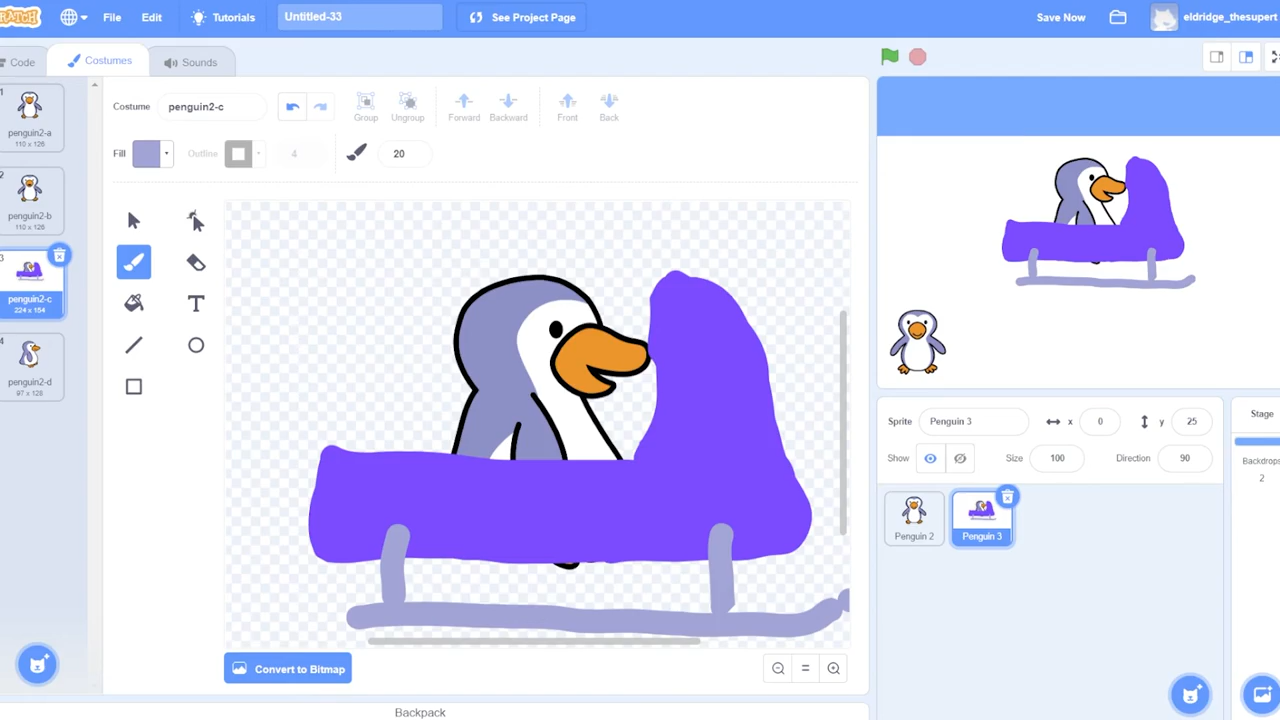 SCRATCH
File
Edit
Tutorials
Untitled-33
See Project Page
Save Now
eldridge_thesupert
Code
Costumes
Sounds
1
penguin2-a
110 x 126
2
penguin2-b
110 x 126
3
penguin2-c
224 x 154
4
penguin2-d
97 x 128
Costume
penguin2-c
Group
Ungroup
Forward
Backward
Front
Back
Fill
Outline
4
20
Convert to Bitmap
Backpack
Sprite
Penguin 3
x
0
y
25
Show
Size
100
Direction
90
Penguin 2
Penguin 3
Stage
Backdrops
2